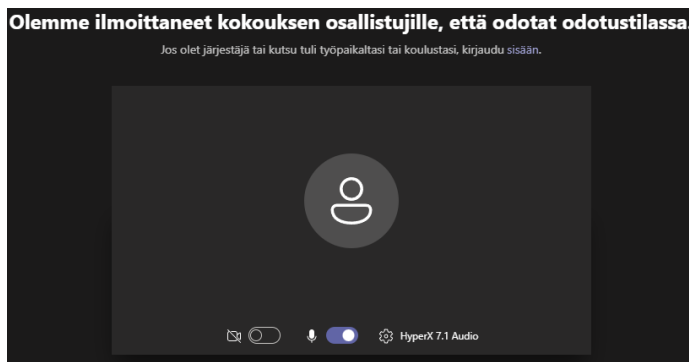 Olemme ilmoittaneet kokouksen osallistujille, että odotat odotustilassa.
Jos olet järjestäjä tai kutsu tuli työpaikaltasi tai koulustasi, kirjaudu sisään.
HyperX 7.1 Audio